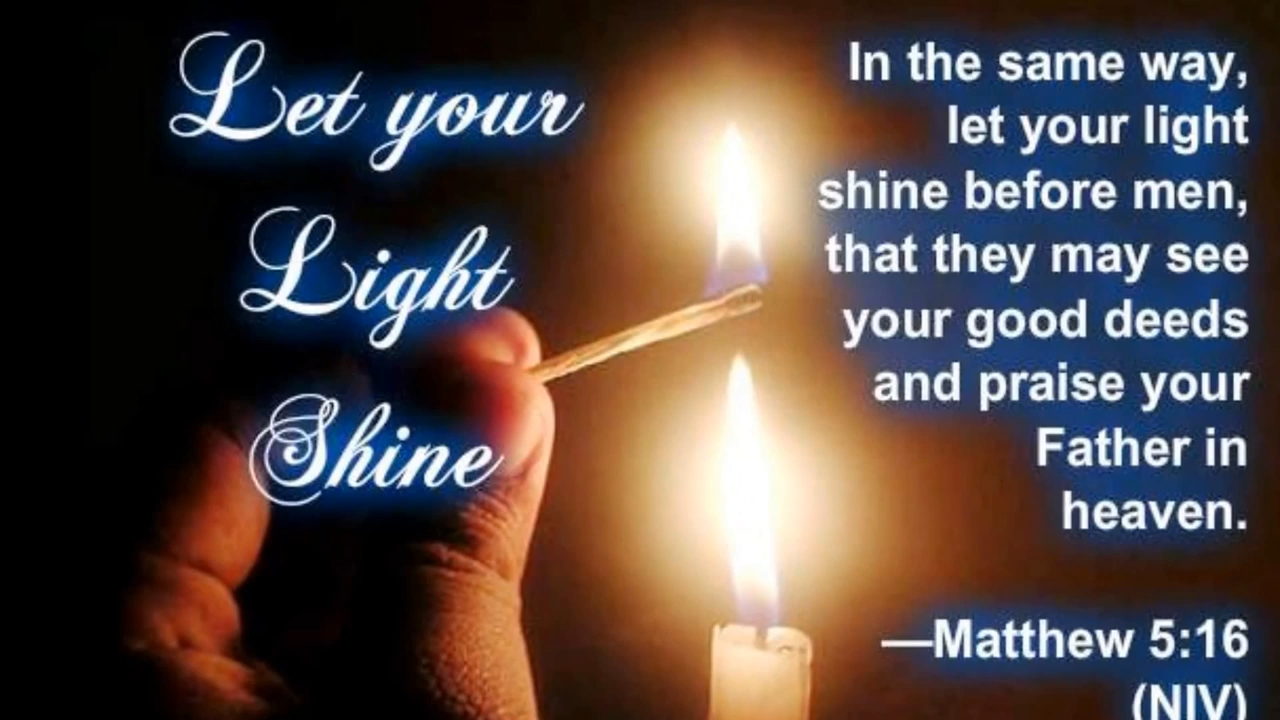 Let your
Light
Shine
In the same way,
let your light
shine before men,
that they may see
your good deeds
and praise your
Father in
heaven.
—Matthew 5:16
(NIV)